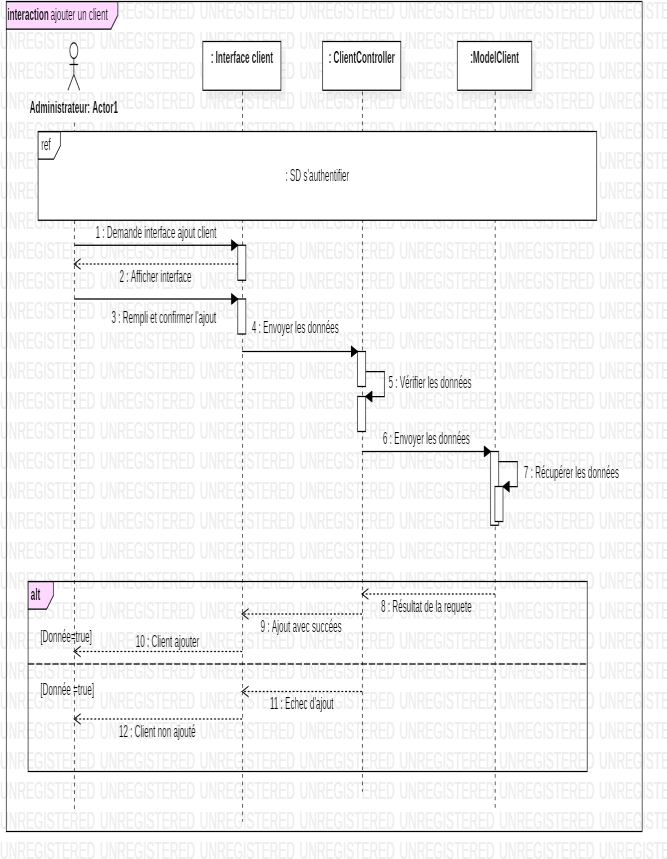 interaction ajouter un client
: Interface client
: ClientController
:ModelClient
Administrateur: Actor1
ref
: SD s'authentifier
1 : Demande interface ajout client
2 : Afficher interface
3 : Rempli et confirmer l'ajout
4 : Envoyer les données
5 : Vérifier les données
6 : Envoyer les données
7 : Récupérer les données
alt
8 : Résultat de la requete
9 : Ajout avec succées
[Donnée=true]
10 : Client ajouter
[Donnée =true]
11 : Echec d'ajout
12 : Client non ajouté
UNREGISTERED